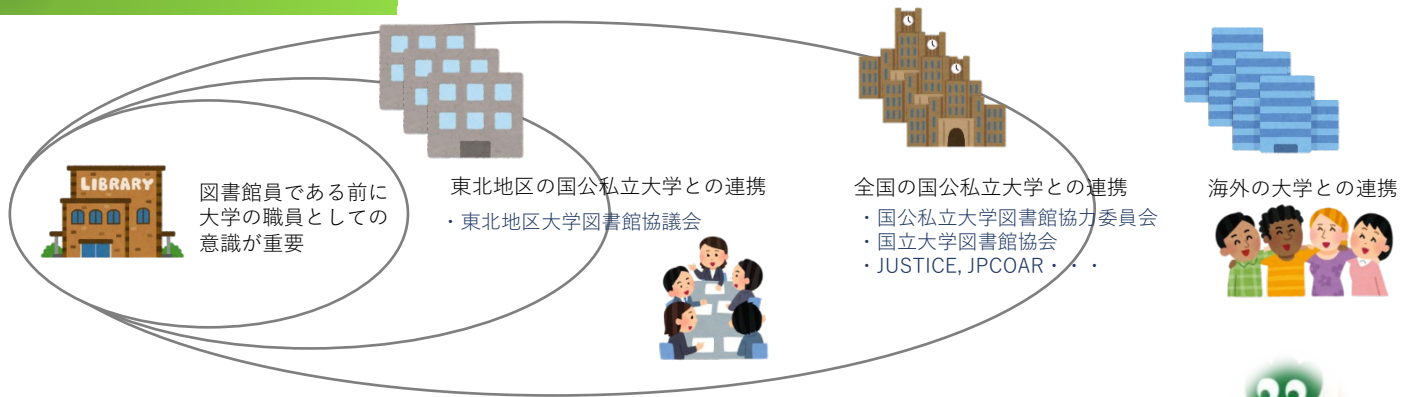 LIBRARY
図書館員である前に
大学の職員としての
意識が重要
東北地区の国公私立大学との連携
・東北地区大学図書館協議会
全国の国公私立大学との連携
・国公私立大学図書館協力委員会
・国立大学図書館協会
・JUSTICE, JPCOAR・・・
海外の大学との連携